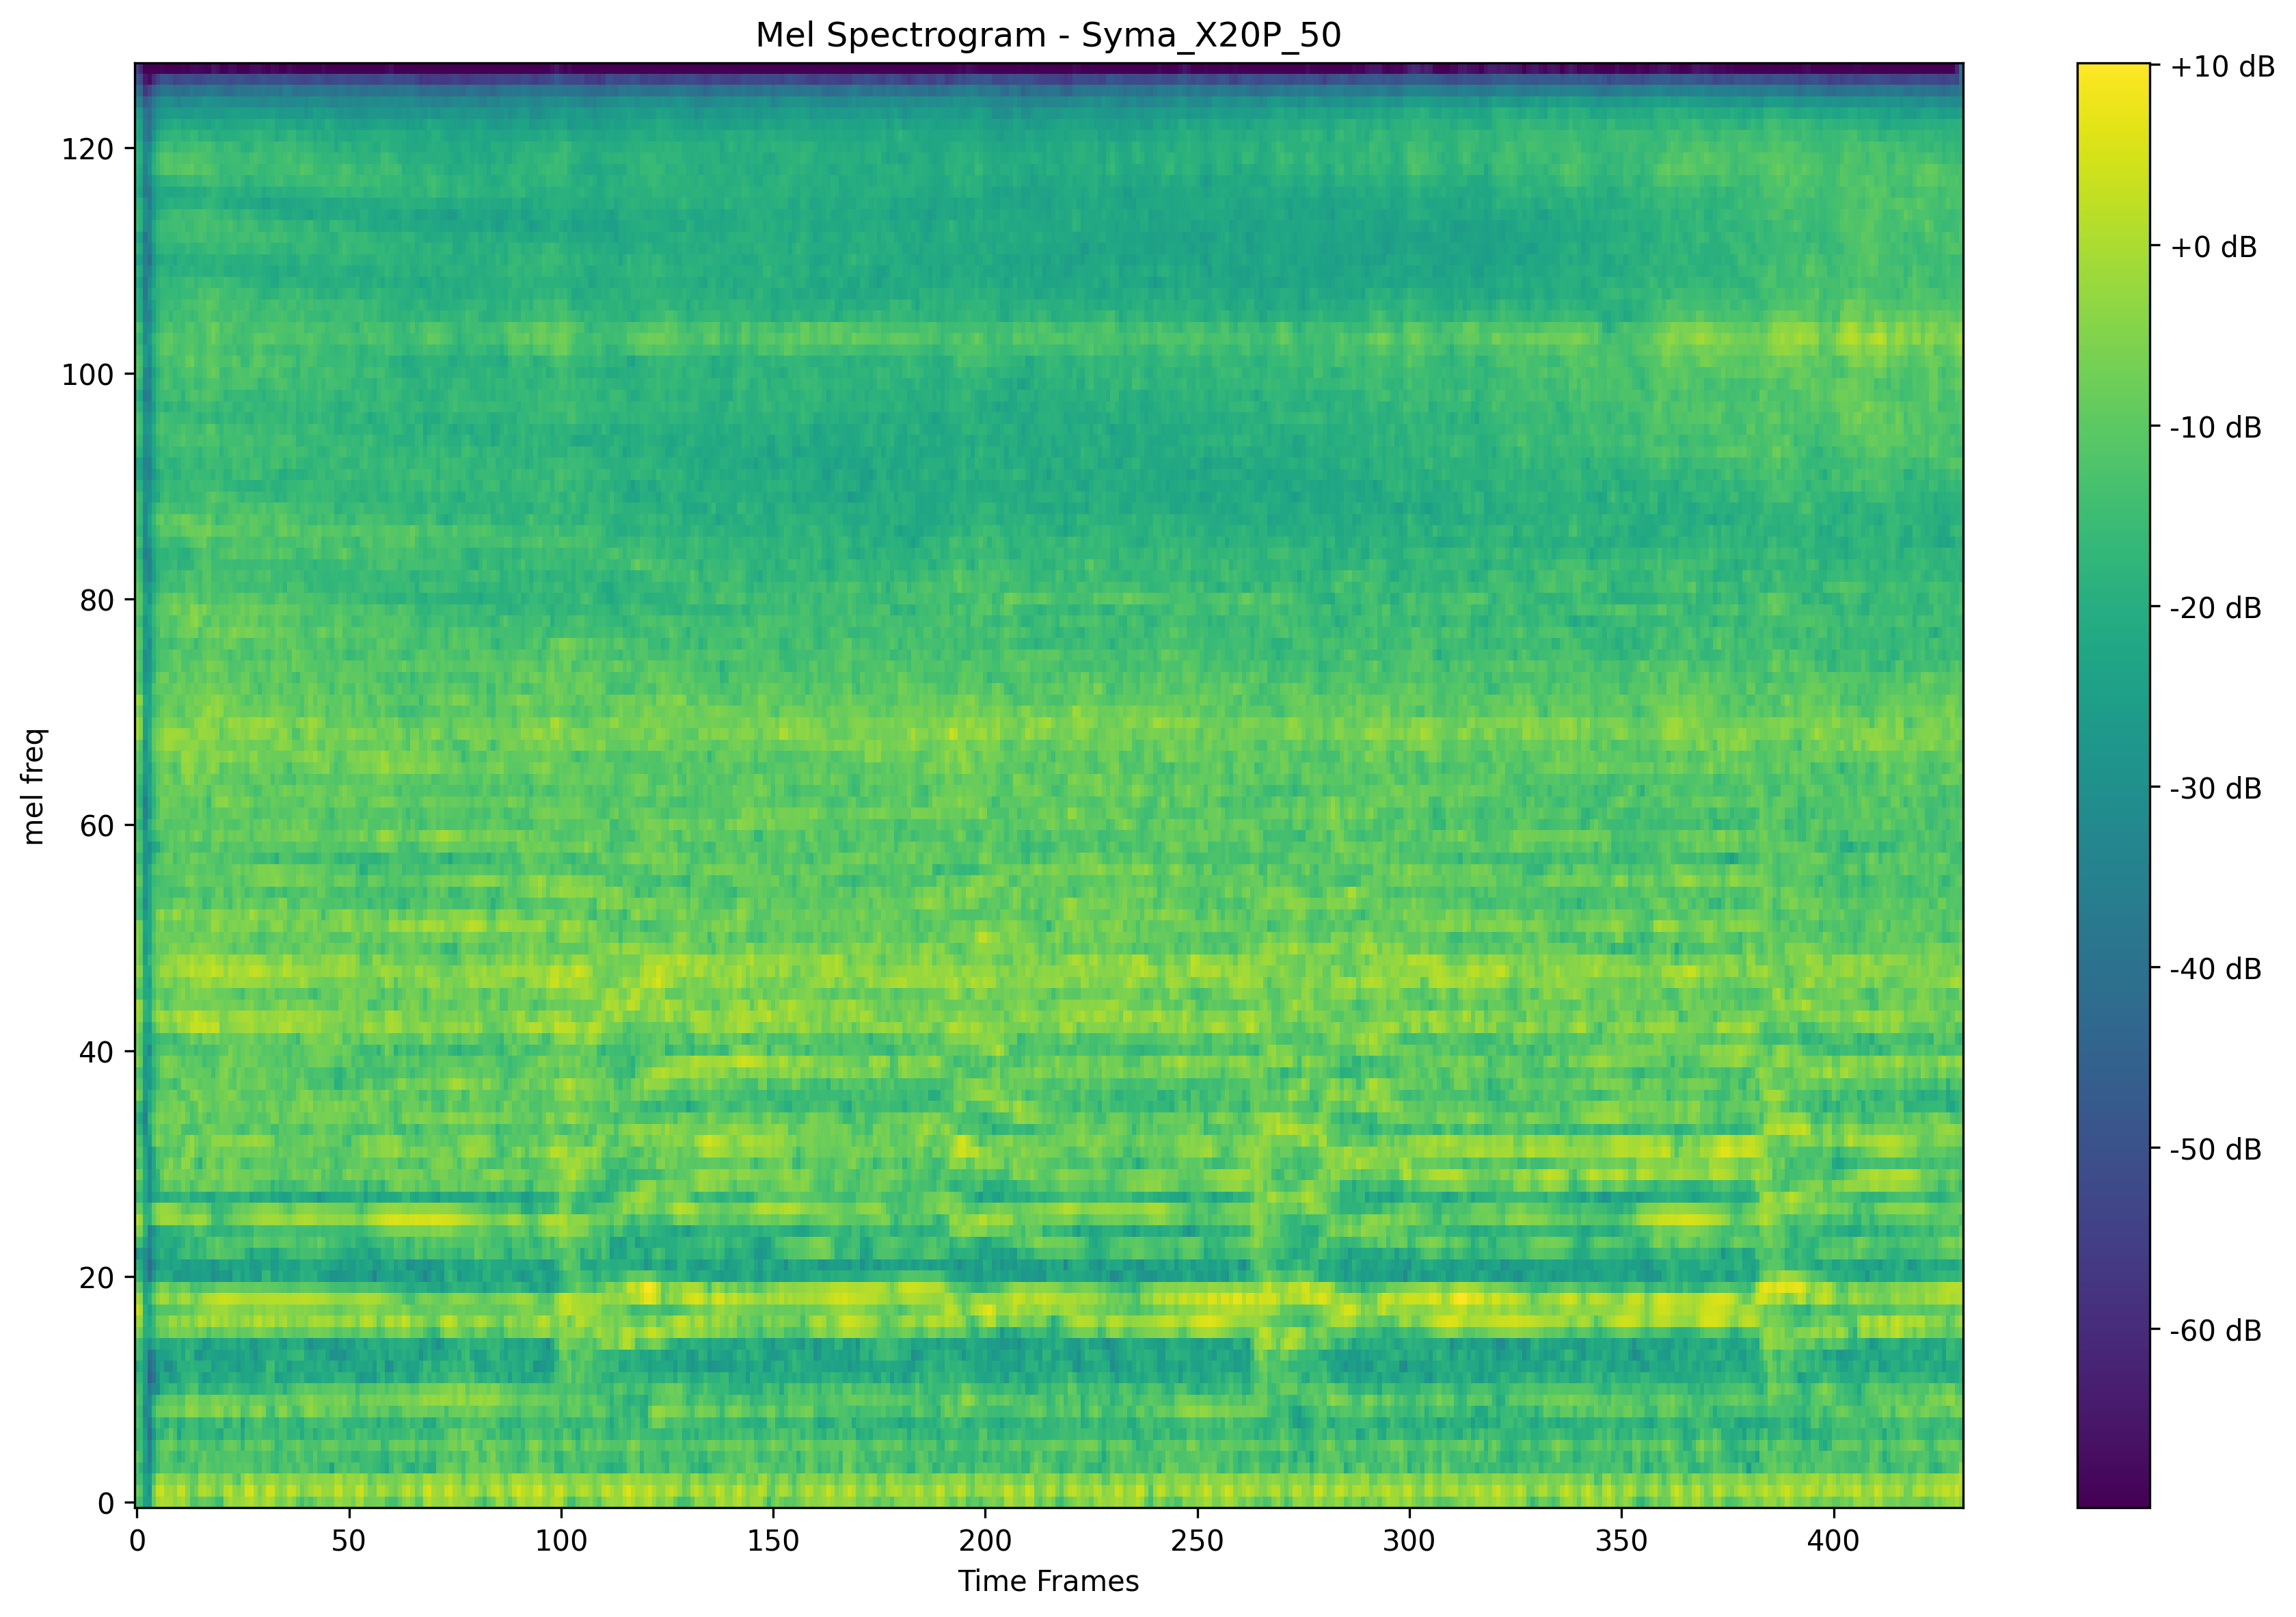 Mel Spectrogram - Syma_X20P_50
mel freq
120
100
80
60
40
20
0
0 50 100 150 200 250 300 350 400
Time Frames
+10 dB
+0 dB
-10 dB
-20 dB
-30 dB
-40 dB
-50 dB
-60 dB